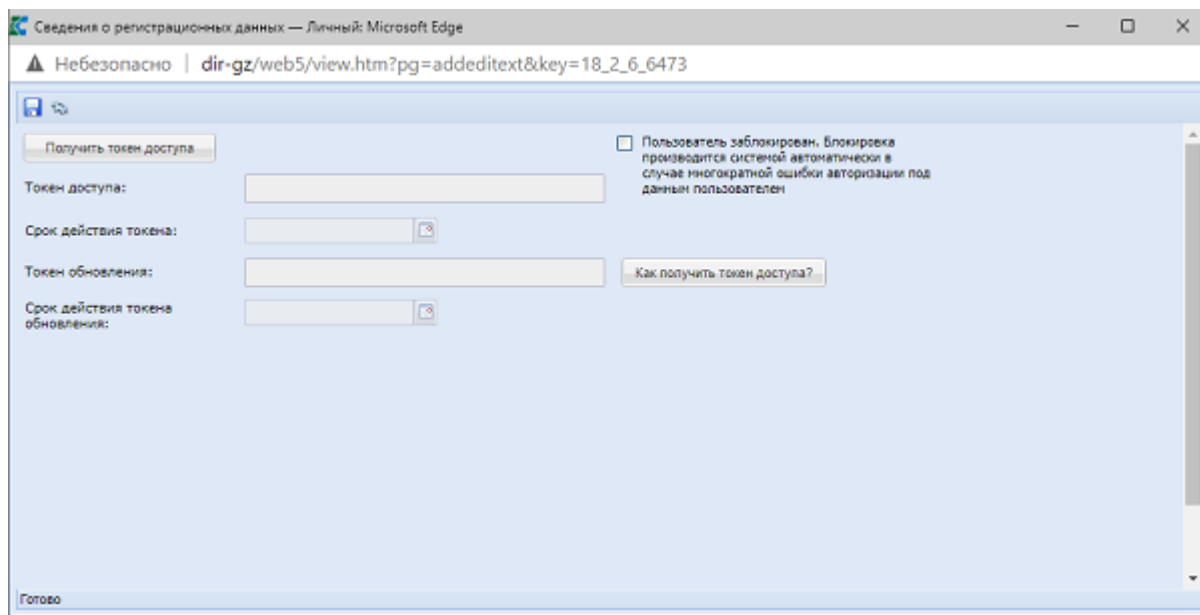 Сведения о регистрационных данных — Личный: Microsoft Edge
Небезопасно | dir-gz/web5/view.htm?pg=addeditext&key=18_2_6_6473
Получить токен доступа
Пользователь заблокирован. Блокировка
производится системой автоматически в
случае многократной ошибки авторизации под
данным пользователем
Токен доступа:
Срок действия токена:
Токен обновления:
Как получить токен доступа?
Срок действия токена
обновления:
Готово